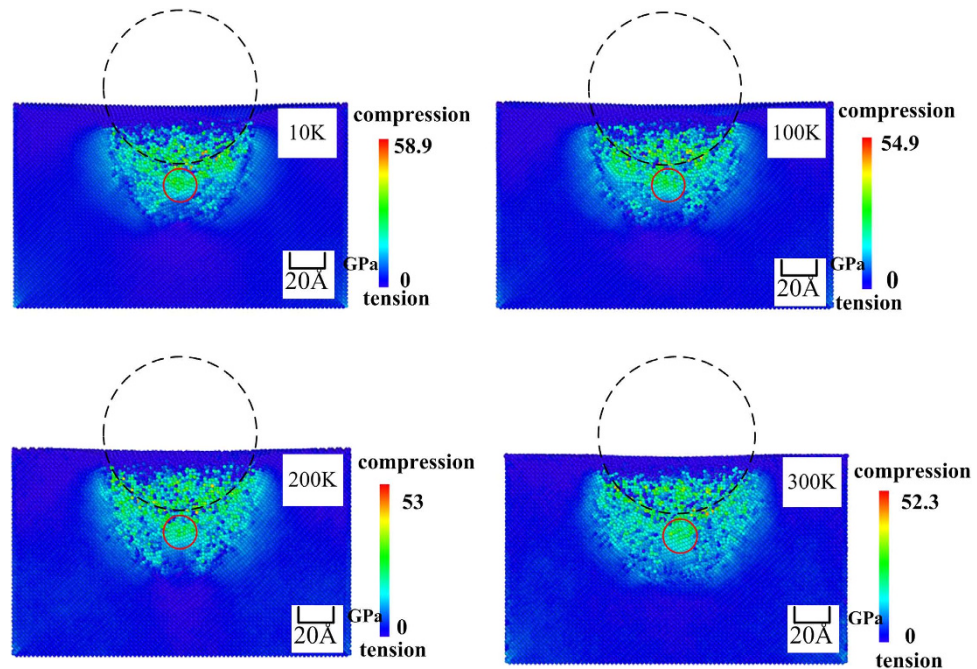 10K
compression
58.9
GPa
0
tension
20Å
100K
compression
54.9
GPa
0
tension
20Å
200K
compression
53
GPa
0
tension
20Å
300K
compression
52.3
GPa
0
tension
20Å